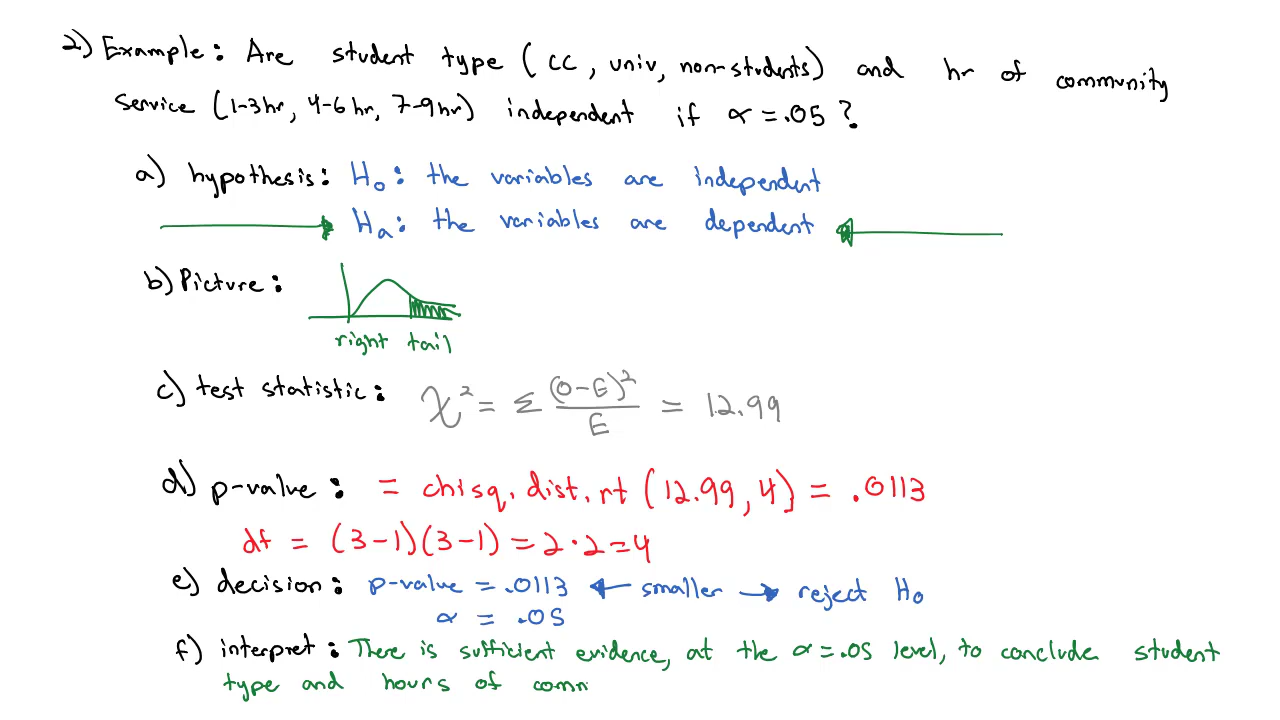 2) Example: Are student type (CC, univ, non-students) and hr of community
service (1-3hr, 4-6hr, 7-9hr) independent if α = .05 ?
a) hypothesis: H₀: the variables are independent
Hₐ: the variables are dependent
b) Picture:
right tail
c) test statistic: χ² = Σ (O-E)²/E = 12.99
d) p-value: = chisq.dist.rt(12.99, 4) = .0113
df = (3-1)(3-1) = 2·2=4
e) decision: p-value = .0113 ← smaller → reject H₀
α = .05
f) interpret: There is sufficient evidence, at the α=.05 level, to conclude student
type and hours of comm